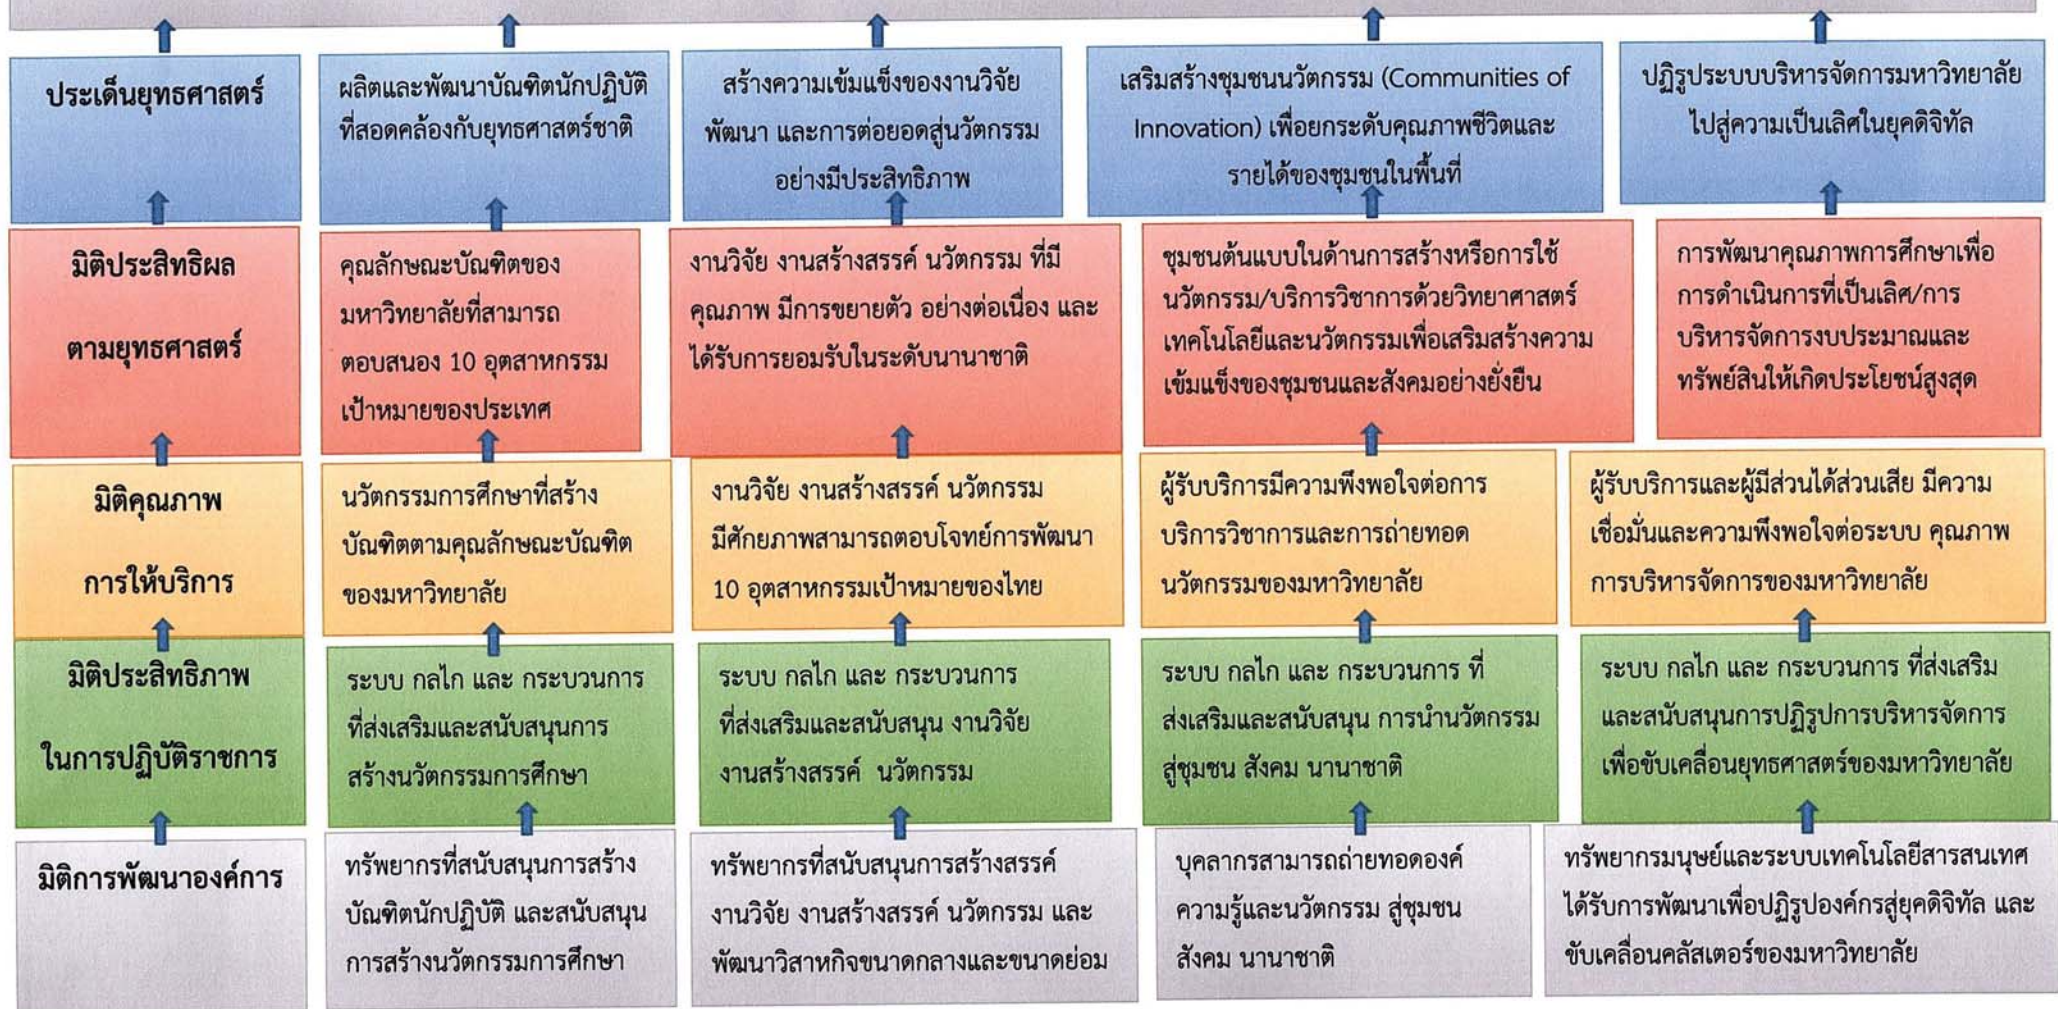 ประเด็นยุทธศาสตร์
ผลิตและพัฒนาบัณฑิตนักปฏิบัติ
ที่สอดคล้องกับยุทธศาสตร์ชาติ
สร้างความเข้มแข็งของงานวิจัย
พัฒนา และการต่อยอดสู่นวัตกรรม
อย่างมีประสิทธิภาพ
เสริมสร้างชุมชนนวัตกรรม (Communities of
Innovation) เพื่อยกระดับคุณภาพชีวิตและ
รายได้ของชุมชนในพื้นที่
ปฏิรูประบบบริหารจัดการมหาวิทยาลัย
ไปสู่ความเป็นเลิศในยุคดิจิทัล
มิติประสิทธิผล
ตามยุทธศาสตร์
คุณลักษณะบัณฑิตของ
มหาวิทยาลัยที่สามารถ
ตอบสนอง 10 อุตสาหกรรม
เป้าหมายของประเทศ
งานวิจัย งานสร้างสรรค์ นวัตกรรม ที่มี
คุณภาพ มีการขยายตัว อย่างต่อเนื่อง และ
ได้รับการยอมรับในระดับนานาชาติ
ชุมชนต้นแบบในด้านการสร้างหรือการใช้
นวัตกรรม/บริการวิชาการด้วยวิทยาศาสตร์
เทคโนโลยีและนวัตกรรมเพื่อเสริมสร้างความ
เข้มแข็งของชุมชนและสังคมอย่างยั่งยืน
การพัฒนาคุณภาพการศึกษาเพื่อ
การดำเนินการที่เป็นเลิศ/การ
บริหารจัดการงบประมาณและ
ทรัพย์สินให้เกิดประโยชน์สูงสุด
มิติคุณภาพ
การให้บริการ
นวัตกรรมการศึกษาที่สร้าง
บัณฑิตตามคุณลักษณะบัณฑิต
ของมหาวิทยาลัย
งานวิจัย งานสร้างสรรค์ นวัตกรรม
มีศักยภาพสามารถตอบโจทย์การพัฒนา
10 อุตสาหกรรมเป้าหมายของไทย
ผู้รับบริการมีความพึงพอใจต่อการ
บริการวิชาการและการถ่ายทอด
นวัตกรรมของมหาวิทยาลัย
ผู้รับบริการและผู้มีส่วนได้ส่วนเสีย มีความ
เชื่อมั่นและความพึงพอใจต่อระบบ คุณภาพ
การบริหารจัดการของมหาวิทยาลัย
มิติประสิทธิภาพ
ในการปฏิบัติราชการ
ระบบ กลไก และ กระบวนการ
ที่ส่งเสริมและสนับสนุนการ
สร้างนวัตกรรมการศึกษา
ระบบ กลไก และ กระบวนการ
ที่ส่งเสริมและสนับสนุน งานวิจัย
งานสร้างสรรค์ นวัตกรรม
ระบบ กลไก และ กระบวนการ ที่
ส่งเสริมและสนับสนุน การนำนวัตกรรม
สู่ชุมชน สังคม นานาชาติ
ระบบ กลไก และ กระบวนการ ที่ส่งเสริม
และสนับสนุนการปฏิรูปการบริหารจัดการ
เพื่อขับเคลื่อนยุทธศาสตร์ของมหาวิทยาลัย
มิติการพัฒนาองค์การ
ทรัพยากรที่สนับสนุนการสร้าง
บัณฑิตนักปฏิบัติ และสนับสนุน
การสร้างนวัตกรรมการศึกษา
ทรัพยากรที่สนับสนุนการสร้างสรรค์
งานวิจัย งานสร้างสรรค์ นวัตกรรม และ
พัฒนาวิสาหกิจขนาดกลางและขนาดย่อม
บุคลากรสามารถถ่ายทอดองค์
ความรู้และนวัตกรรม สู่ชุมชน
สังคม นานาชาติ
ทรัพยากรมนุษย์และระบบเทคโนโลยีสารสนเทศ
ได้รับการพัฒนาเพื่อปฏิรูปองค์กรสู่ยุคดิจิทัล และ
ขับเคลื่อนคลัสเตอร์ของมหาวิทยาลัย